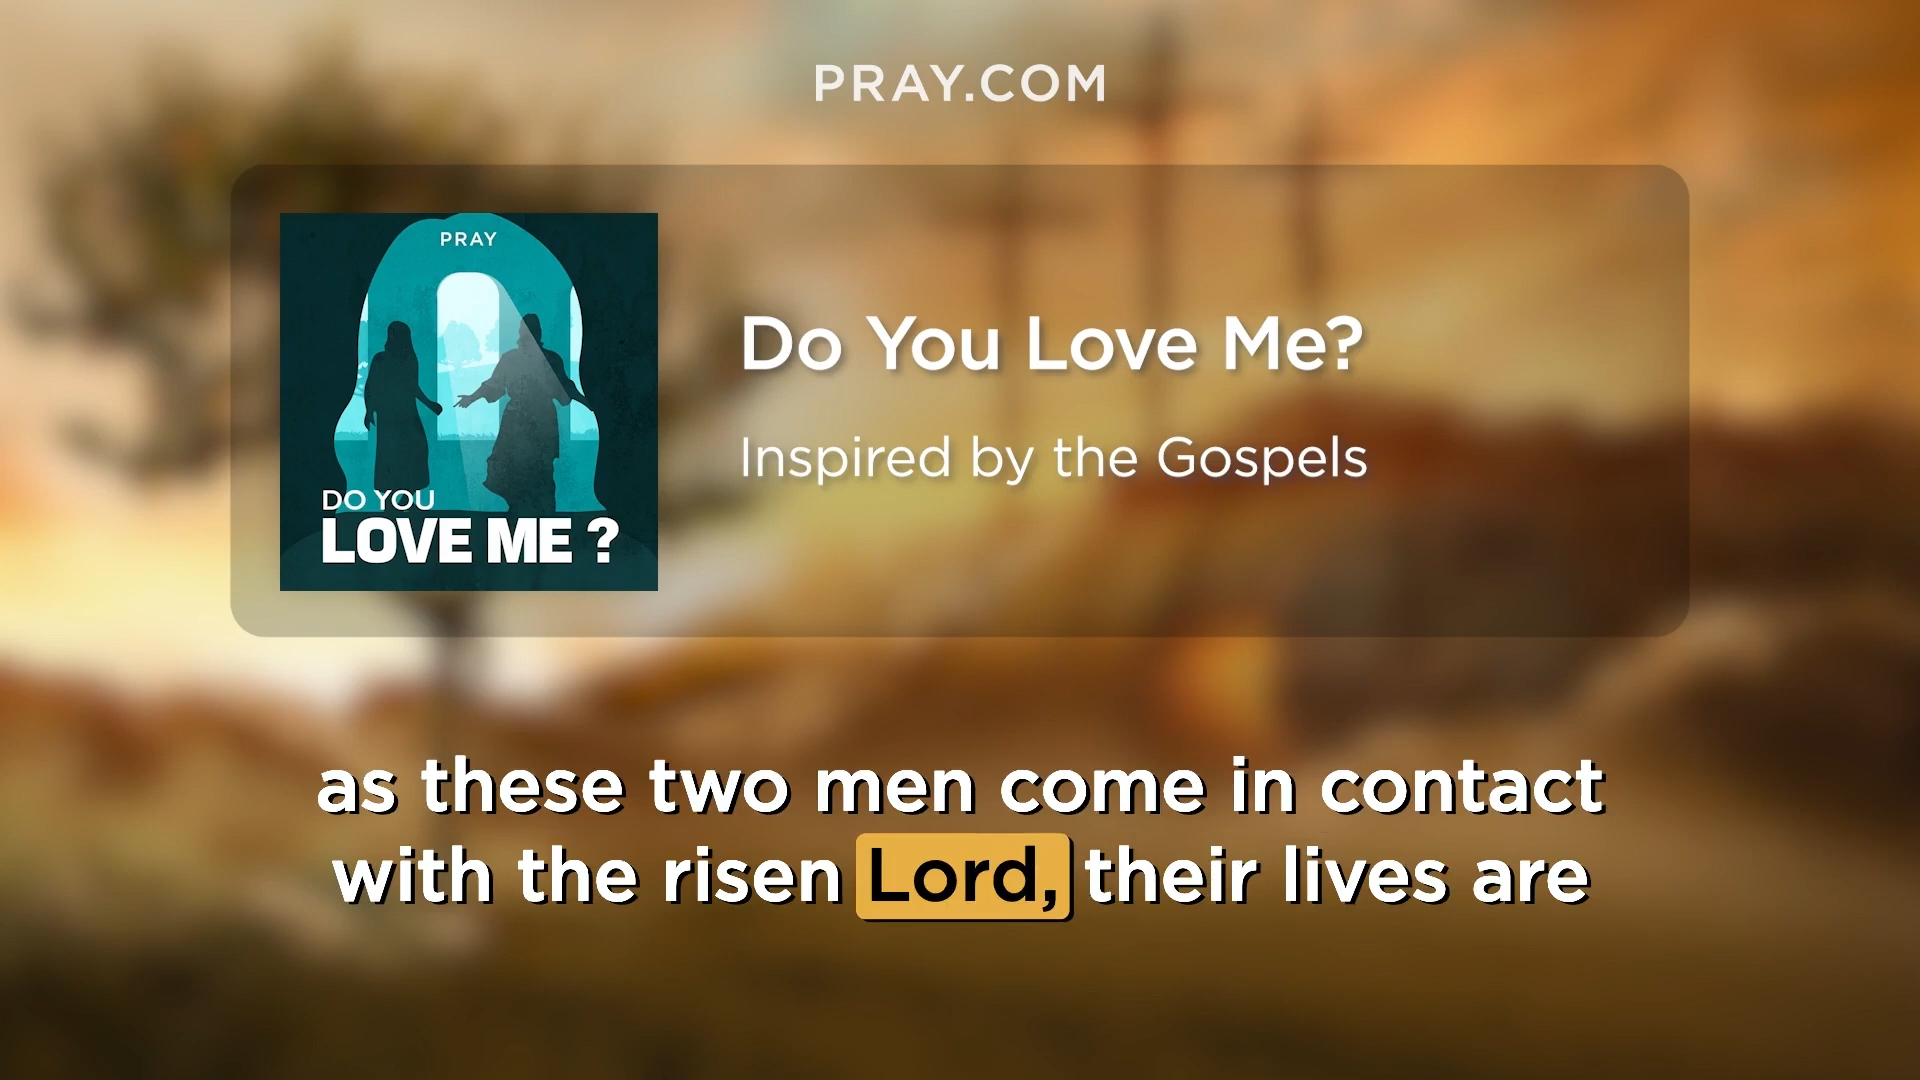 PRAY.COM
PRAY
DO YOU
LOVE ME ?
Do You Love Me?
Inspired by the Gospels
as these two men come in contact
with the risen Lord, their lives are